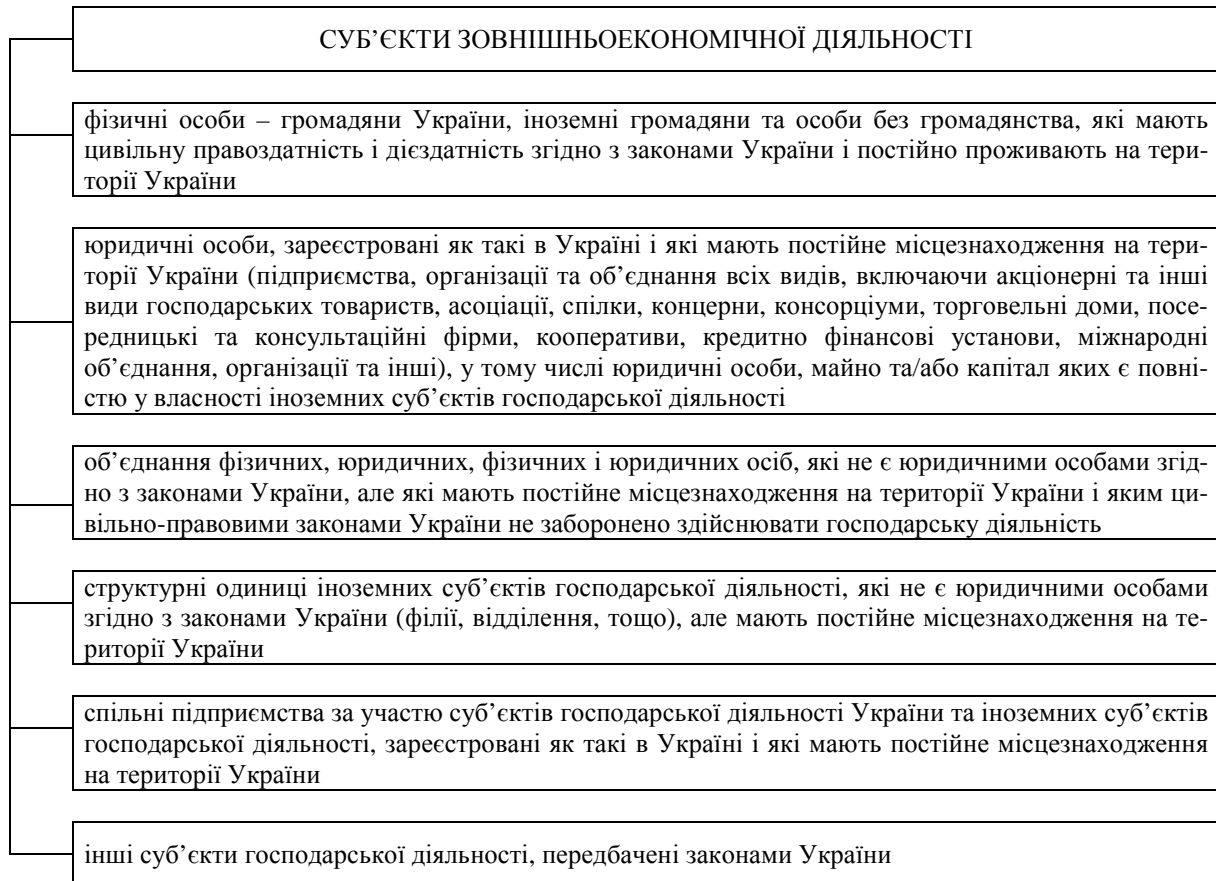 СУБ’ЄКТИ ЗОВНІШНЬОЕКОНОМІЧНОЇ ДІЯЛЬНОСТІ
фізичні особи – громадяни України, іноземні громадяни та особи без громадянства, які мають
цивільну правоздатність і дієздатність згідно з законами України і постійно проживають на тери-
торії України
юридичні особи, зареєстровані як такі в Україні і які мають постійне місцезнаходження на тери-
торії України (підприємства, організації та об’єднання всіх видів, включаючи акціонерні та інші
види господарських товариств, асоціації, спілки, концерни, консорціуми, торговельні доми, посе-
редницькі та консультаційні фірми, кооперативи, кредитно фінансові установи, міжнародні
об’єднання, організації та інші), у тому числі юридичні особи, майно та/або капітал яких є повні-
стю у власності іноземних суб’єктів господарської діяльності
об’єднання фізичних, юридичних, фізичних і юридичних осіб, які не є юридичними особами згід-
но з законами України, але які мають постійне місцезнаходження на території України і яким ци-
вільно-правовими законами України не заборонено здійснювати господарську діяльність
структурні одиниці іноземних суб’єктів господарської діяльності, які не є юридичними особами
згідно з законами України (філії, відділення, тощо), але мають постійне місцезнаходження на те-
риторії України
спільні підприємства за участю суб’єктів господарської діяльності України та іноземних суб’єктів
господарської діяльності, зареєстровані як такі в Україні і які мають постійне місцезнаходження
на території України
інші суб’єкти господарської діяльності, передбачені законами України